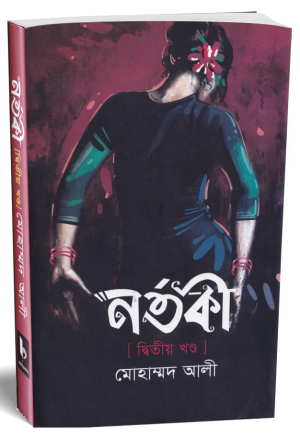 নর্তকী
[ দ্বিতীয় খণ্ড ]
মোহাম্মদ আলী
নর্তকী [দ্বিতীয় খণ্ড] মোহাম্মদ আলী